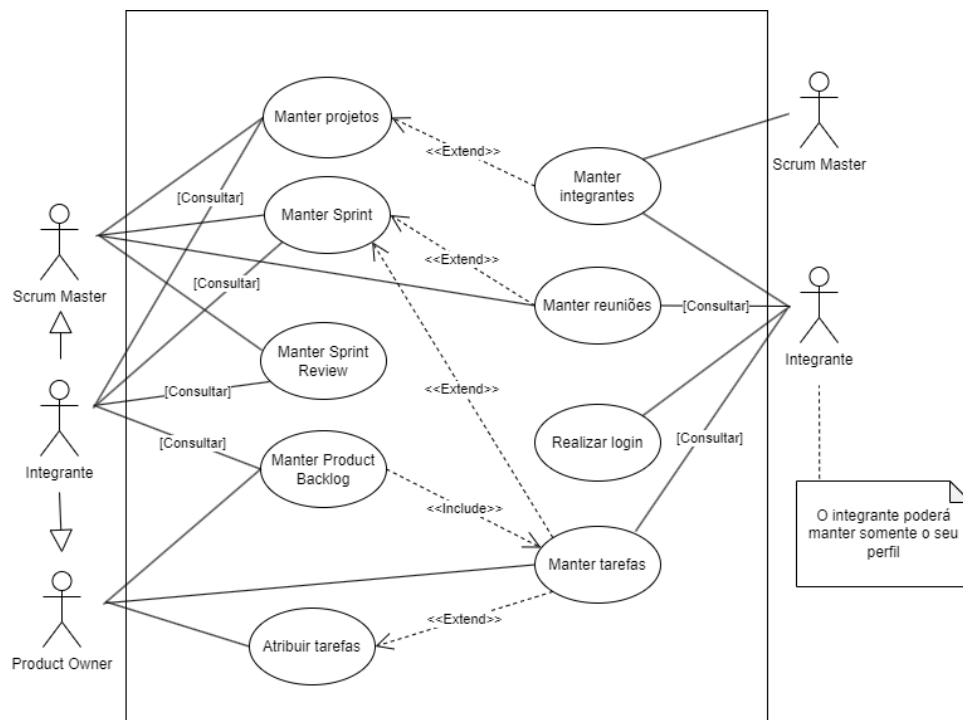 Manter projetos
<<Extend>>
Scrum Master
Manter
integrantes
[Consultar]
Manter Sprint
Scrum Master
<<Extend>>
[Consultar]
Manter reuniões
[Consultar]
Integrante
Manter Sprint
Review
[Consultar]
<<Extend>>
Integrante
[Consultar]
Realizar login
[Consultar]
Manter Product
Backlog
<<Include>>
O integrante poderá
manter somente o seu
perfil
Manter tarefas
<<Extend>>
Atribuir tarefas
Product Owner